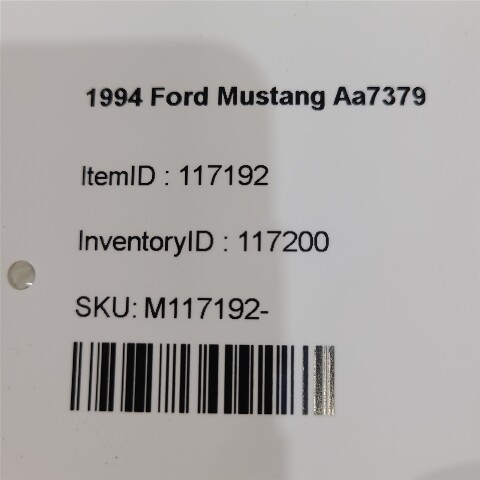 1994 Ford Mustang Aa7379
ItemID : 117192
InventoryID : 117200
SKU: M117192-